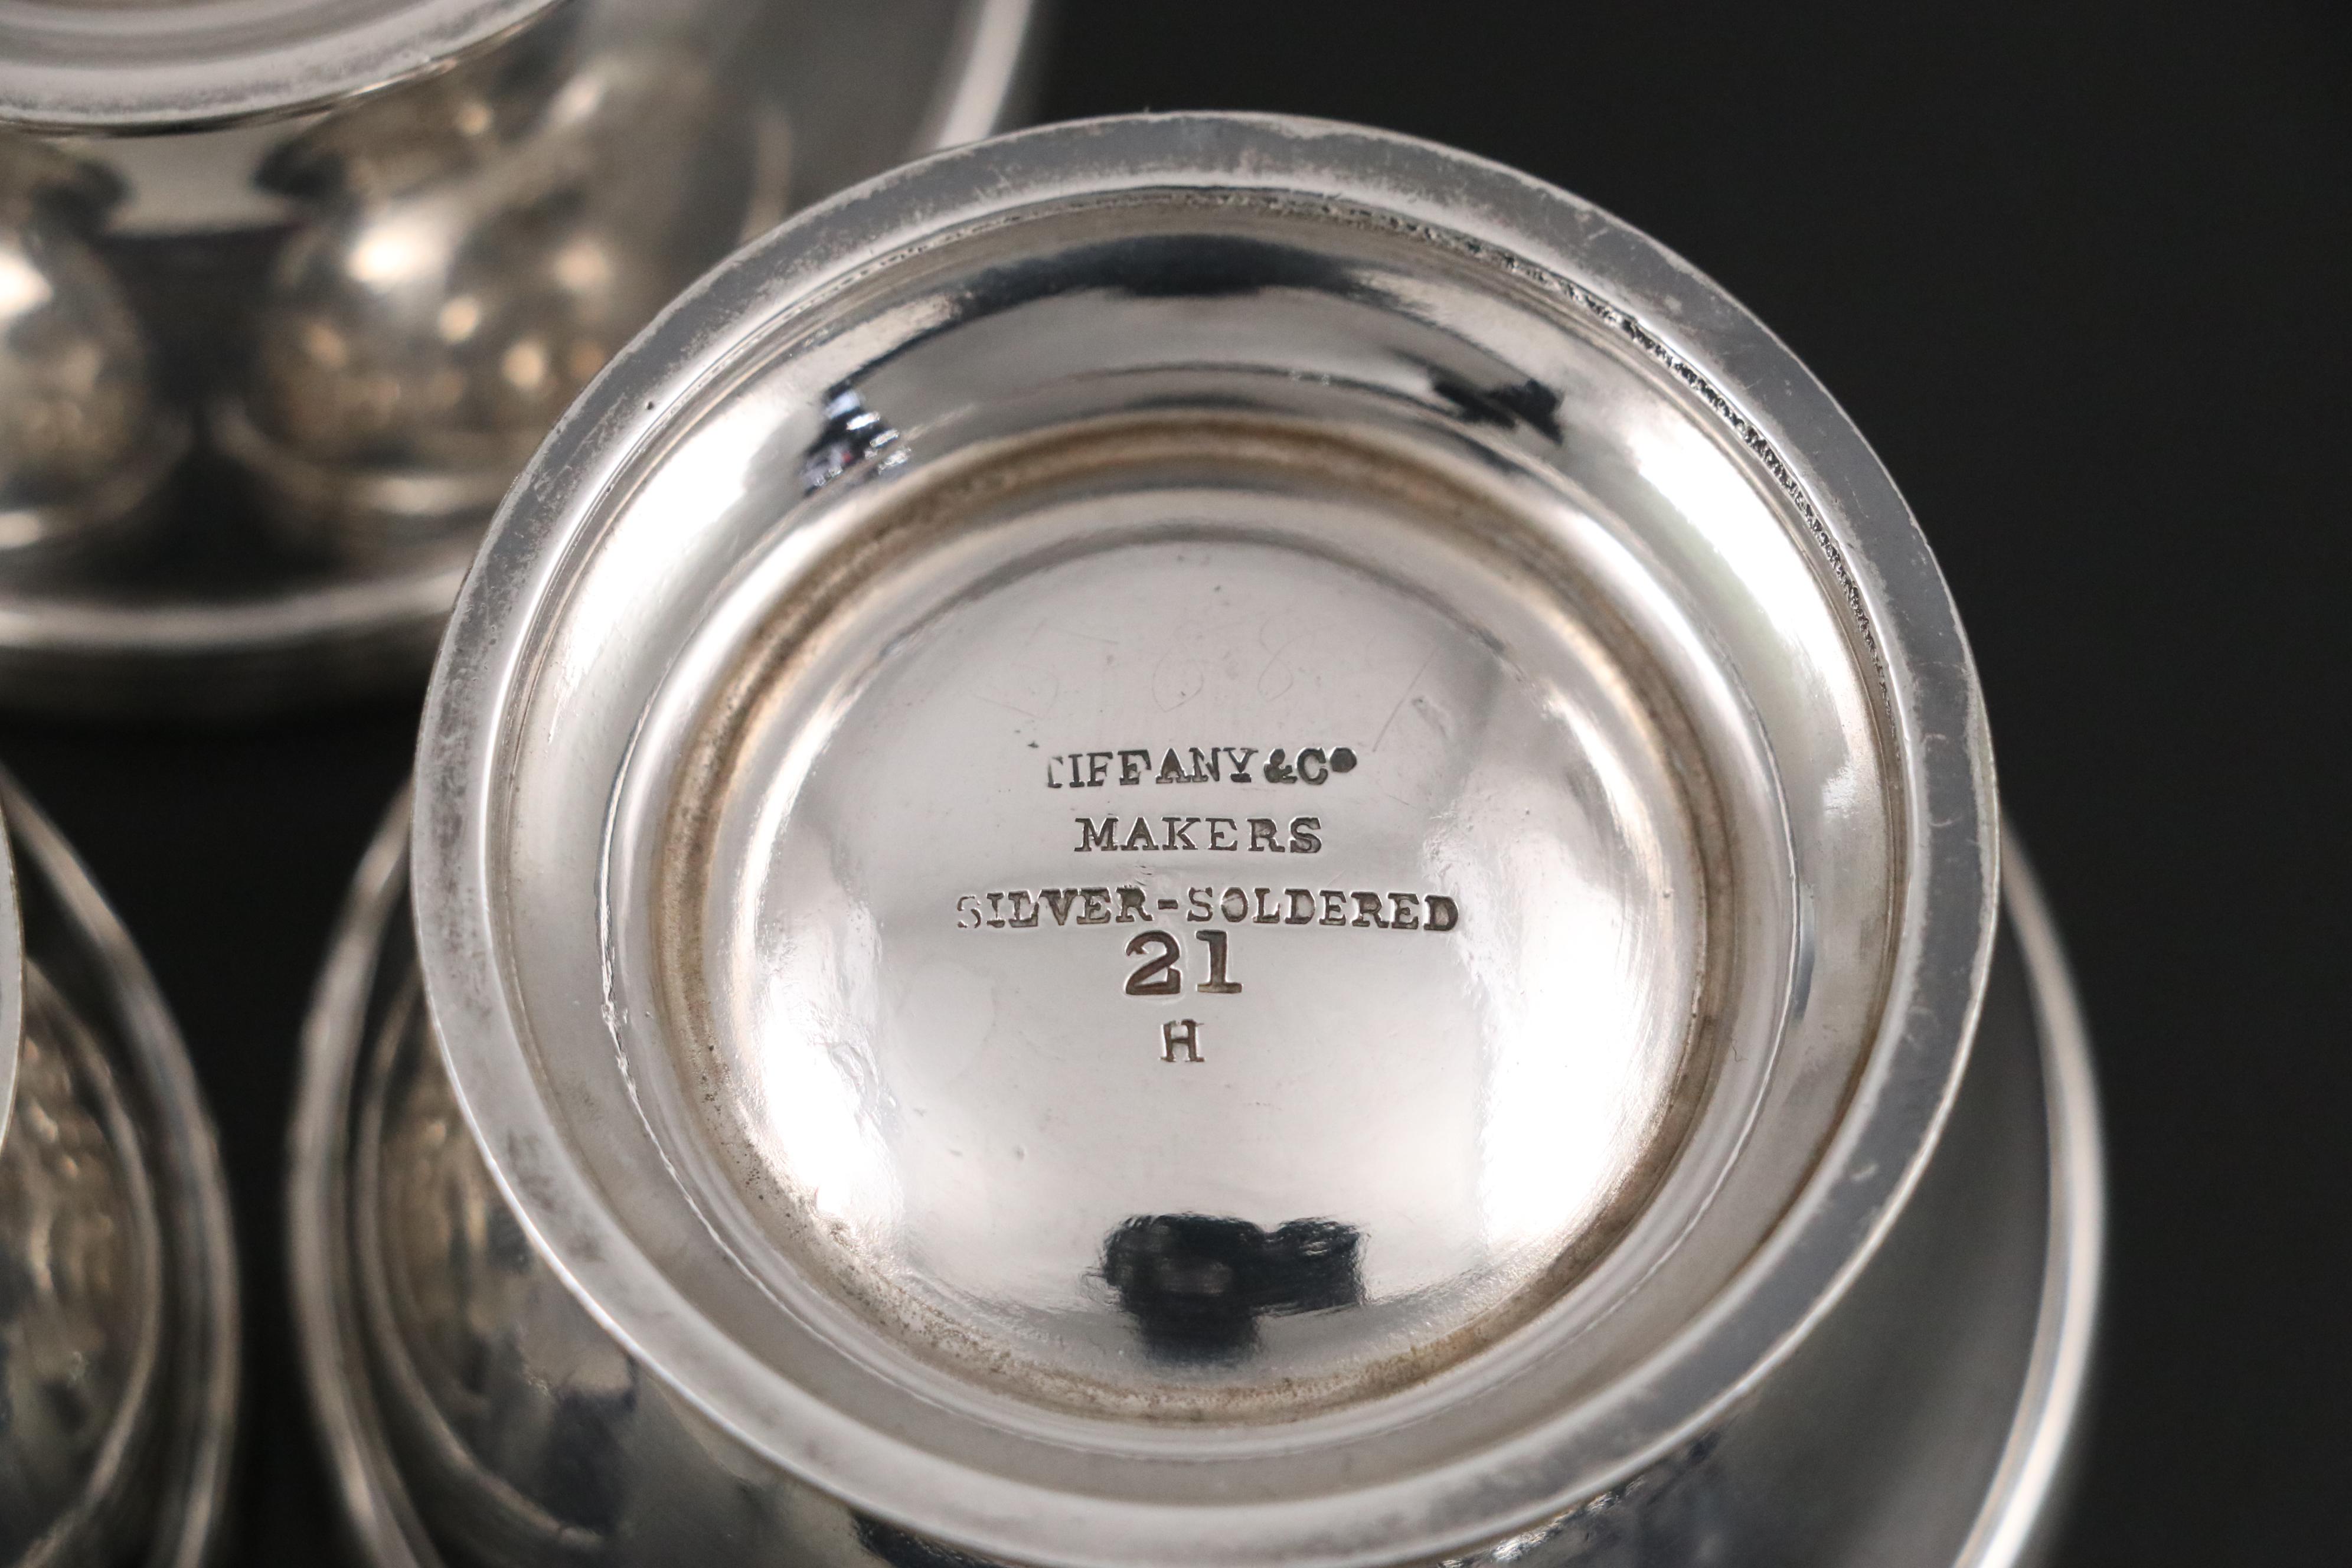 TIFFANY & Co
MAKERS
SILVER-SOLDERED
21
H